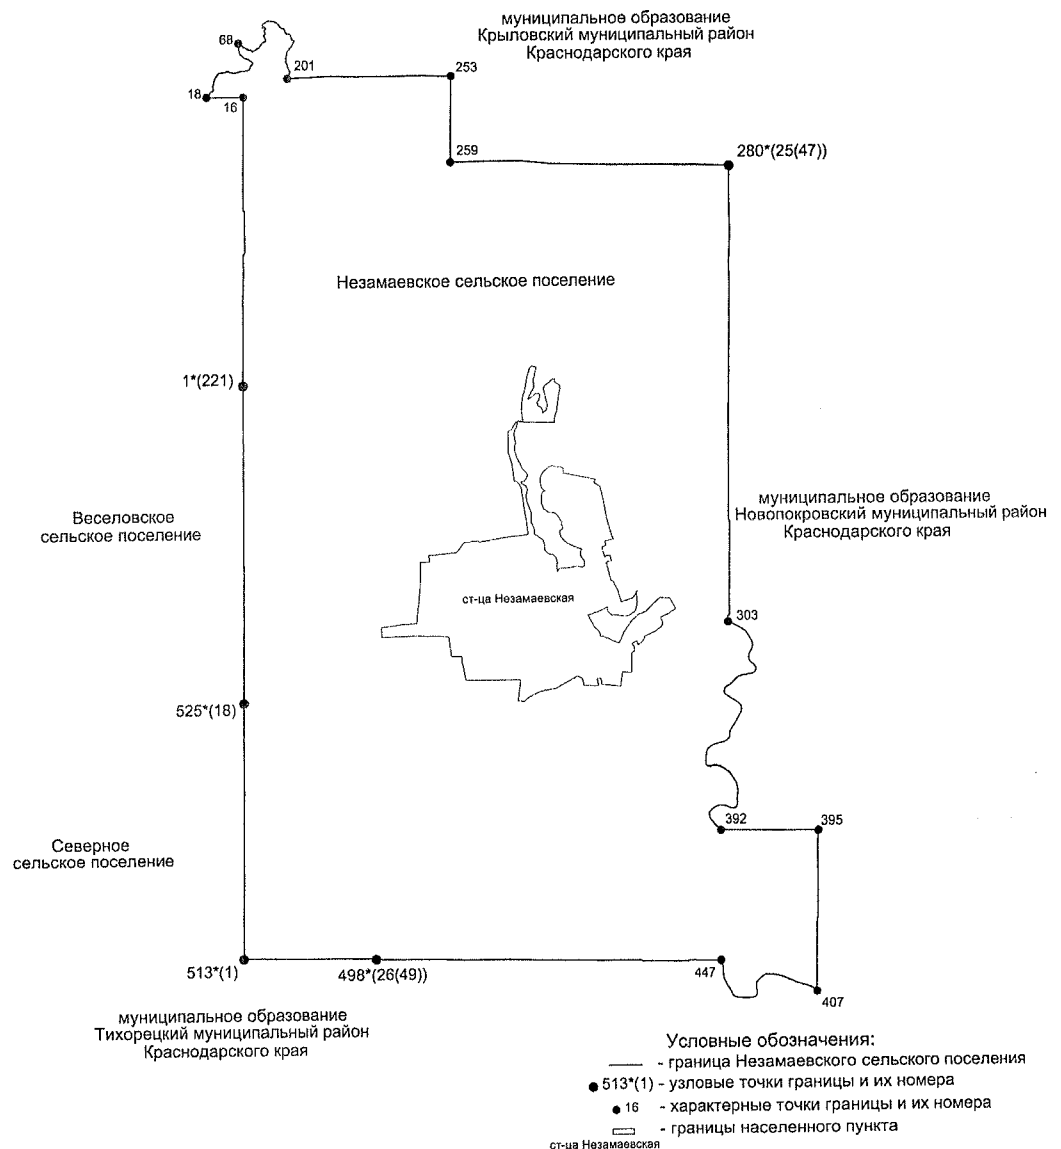 муниципальное образование
Крыловский муниципальный район
Краснодарского края
68
201
253
18
16
259
280*(25(47))
Незамаевское сельское поселение
1*(221)
муниципальное образование
Новопокровский муниципальный район
Краснодарского края
Веселовское
сельское поселение
ст-ца Незамаевская
303
525*(18)
392
395
Северное
сельское поселение
513*(1)
498*(26(49))
447
407
муниципальное образование
Тихорецкий муниципальный район
Краснодарского края
Условные обозначения:
- граница Незамаевского сельского поселения
513*(1) - узловые точки границы и их номера
16 - характерные точки границы и их номера
- границы населенного пункта
ст-ца Незамаевская